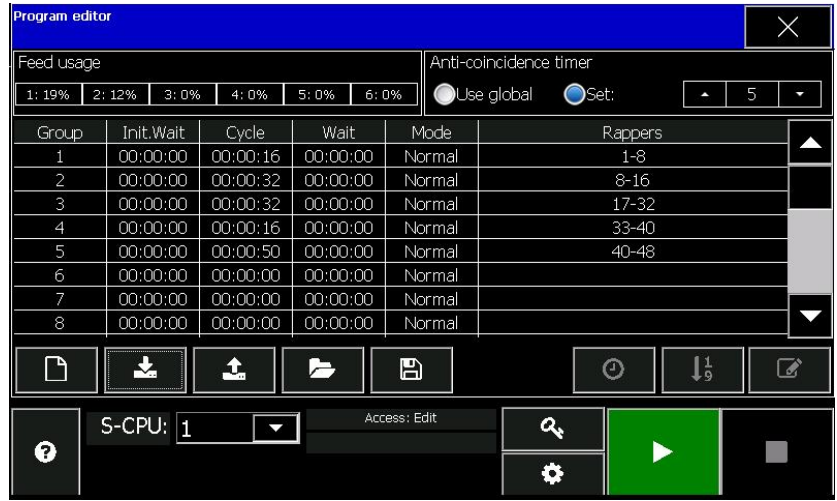 Program editor
Feed usage
Anti-coincidence timer
1: 19% 2: 12% 3: 0% 4: 0% 5: 0% 6: 0%
Use global Set: 5
Group Init.Wait Cycle Wait Mode Rappers
1 00:00:00 00:00:16 00:00:00 Normal 1-8
2 00:00:00 00:00:32 00:00:00 Normal 8-16
3 00:00:00 00:00:32 00:00:00 Normal 17-32
4 00:00:00 00:00:16 00:00:00 Normal 33-40
5 00:00:00 00:00:50 00:00:00 Normal 40-48
6 00:00:00 00:00:00 00:00:00 Normal
7 00:00:00 00:00:00 00:00:00 Normal
8 00:00:00 00:00:00 00:00:00 Normal
1
9
S-CPU: 1
Access: Edit
?